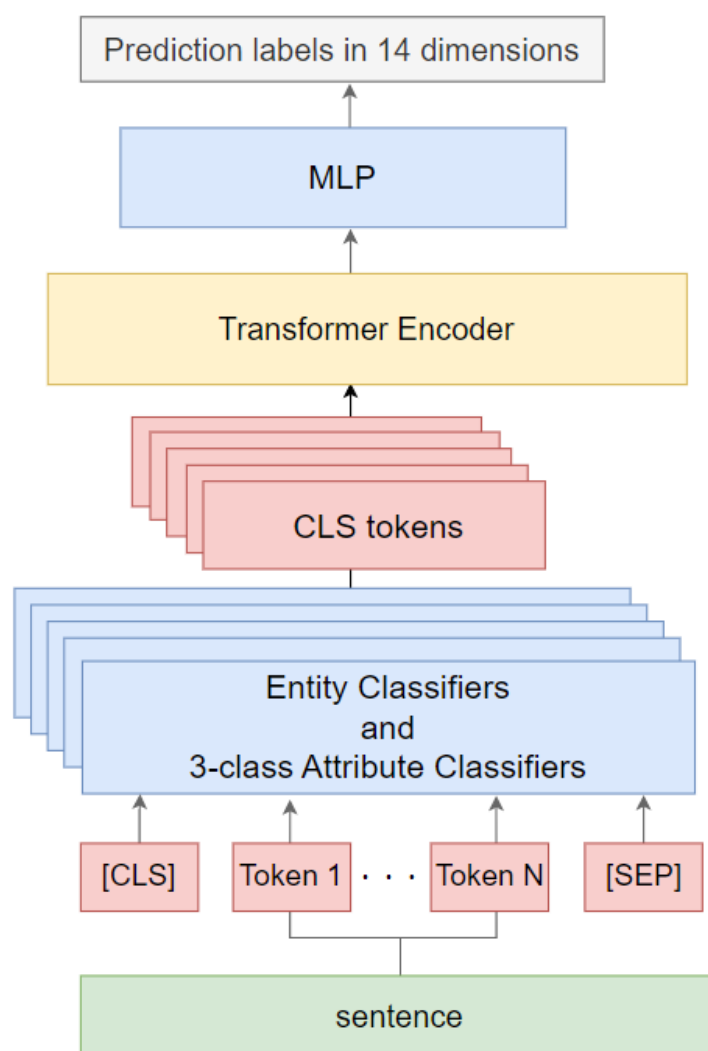 Prediction labels in 14 dimensions
MLP
Transformer Encoder
CLS tokens
Entity Classifiers
and
3-class Attribute Classifiers
[CLS] Token 1 · · · Token N [SEP]
sentence